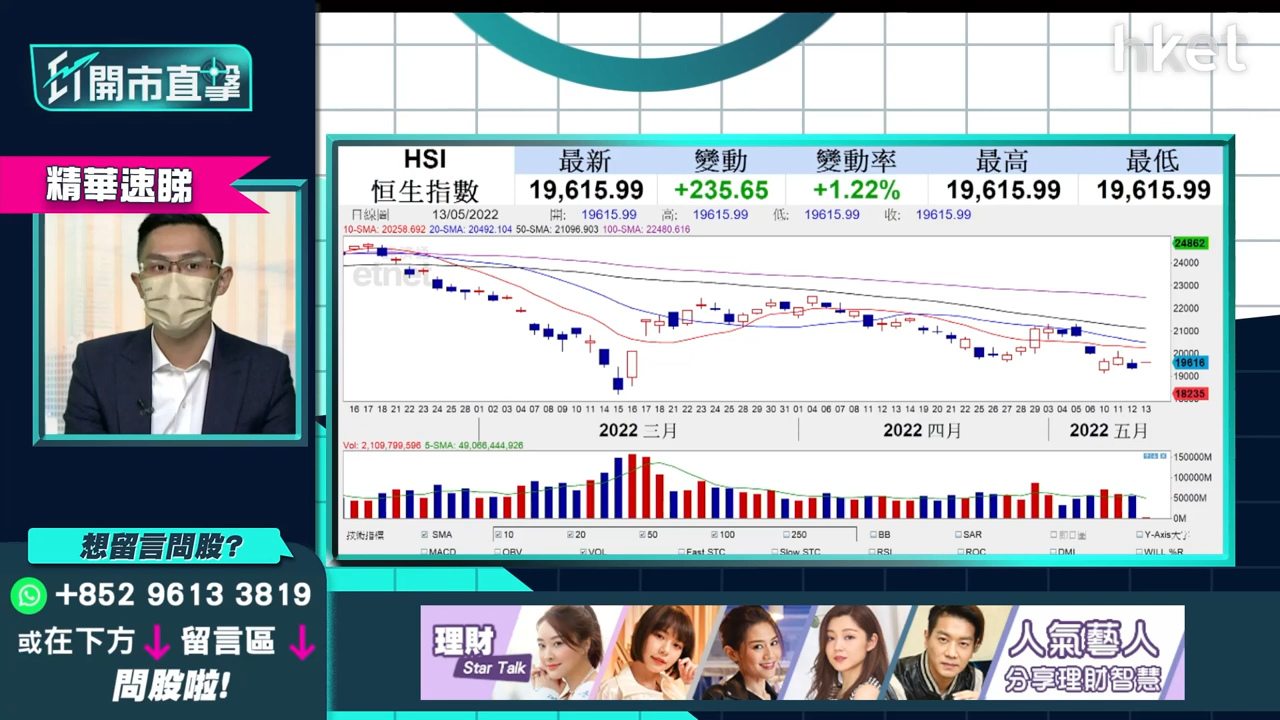 hket
開市直擊
精華速睇
HSI
恒生指數
最新
19,615.99
變動
+235.65
變動率
+1.22%
最高
19,615.99
最低
19,615.99
日線圖 13/05/2022 開: 19615.99 高: 19615.99 低: 19615.99 收: 19615.99
10-SMA: 20258.692 20-SMA: 20492.104 50-SMA: 21096.903 100-SMA: 22480.616
etnet
24862
24000
23000
22000
21000
20000
19616
19000
18235
16 17 18 21 22 23 24 25 28 01 02 03 04 07 08 09 10 11 14 15 16 17 18 21 22 23 24 25 28 29 30 31 01 04 06 07 08 11 12 13 14 19 20 21 22 25 26 27 28 29 03 04 05 06 10 11 12 13
2022 三月
2022 四月
2022 五月
Vol: 2,109,799,596 5-SMA: 49,066,444,926
150000M
100000M
50000M
0M
技術指標 SMA 10 20 50 100 250 BB SAR Y-Axis大
MACD OBV VOL Fast STC Slow STC RSI ROC DMI WILL %R
想留言問股?
+852 9613 3819
或在下方 留言區
問股啦!
理財
Star Talk
人氣藝人
分享理財智慧